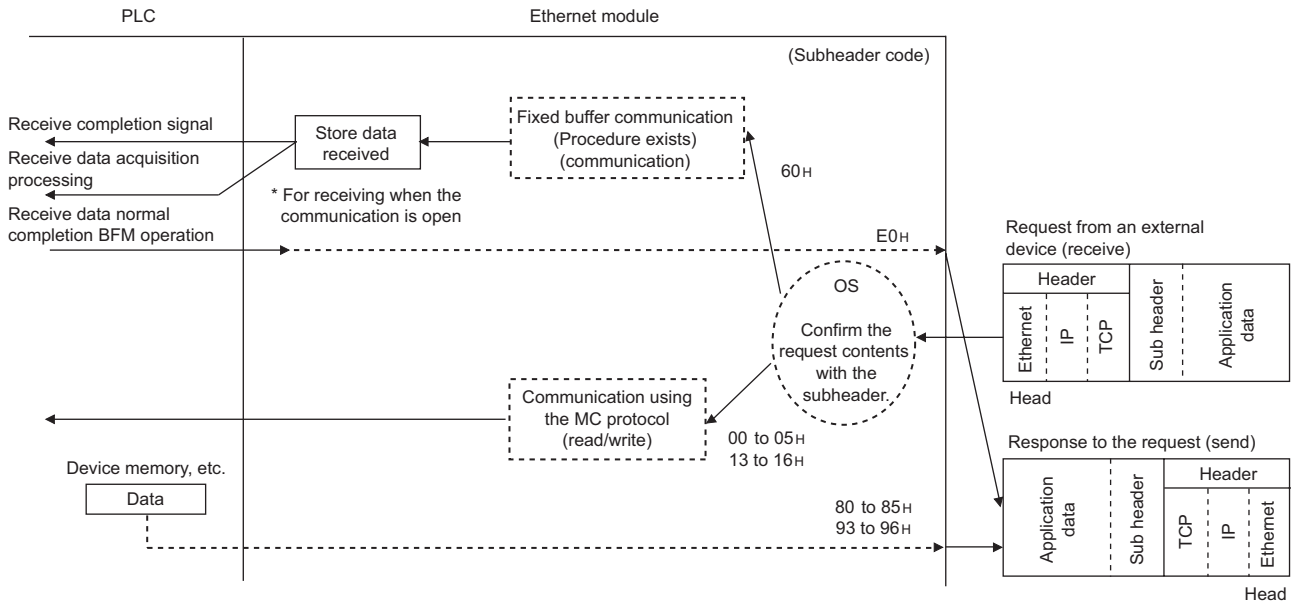 PLC
Ethernet module
(Subheader code)
Receive completion signal
Receive data acquisition
processing
Receive data normal
completion BFM operation
Store data
received
* For receiving when the
communication is open
Fixed buffer communication
(Procedure exists)
(communication)
60H
E0H
OS
Confirm the
request contents
with the
subheader.
Communication using
the MC protocol
(read/write)
00 to 05H
13 to 16H
Device memory, etc.
Data
80 to 85H
93 to 96H
Request from an external
device (receive)
Header
Ethernet
IP
TCP
Sub header
Application
data
Head
Response to the request (send)
Application
data
Sub header
Header
TCP
IP
Ethernet
Head